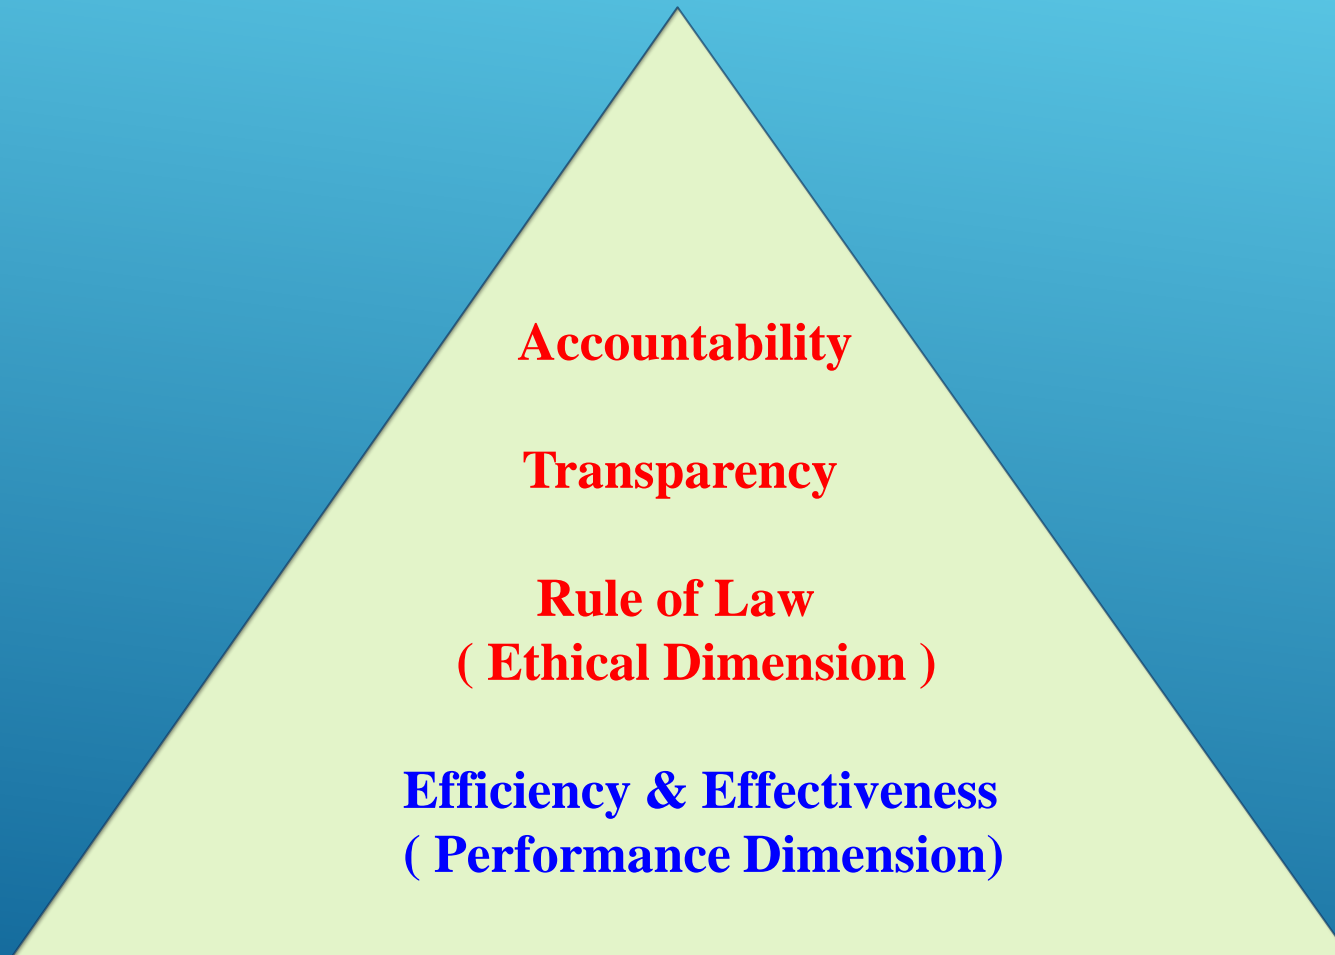 Accountability
Transparency
Rule of Law
( Ethical Dimension )
Efficiency & Effectiveness
( Performance Dimension)